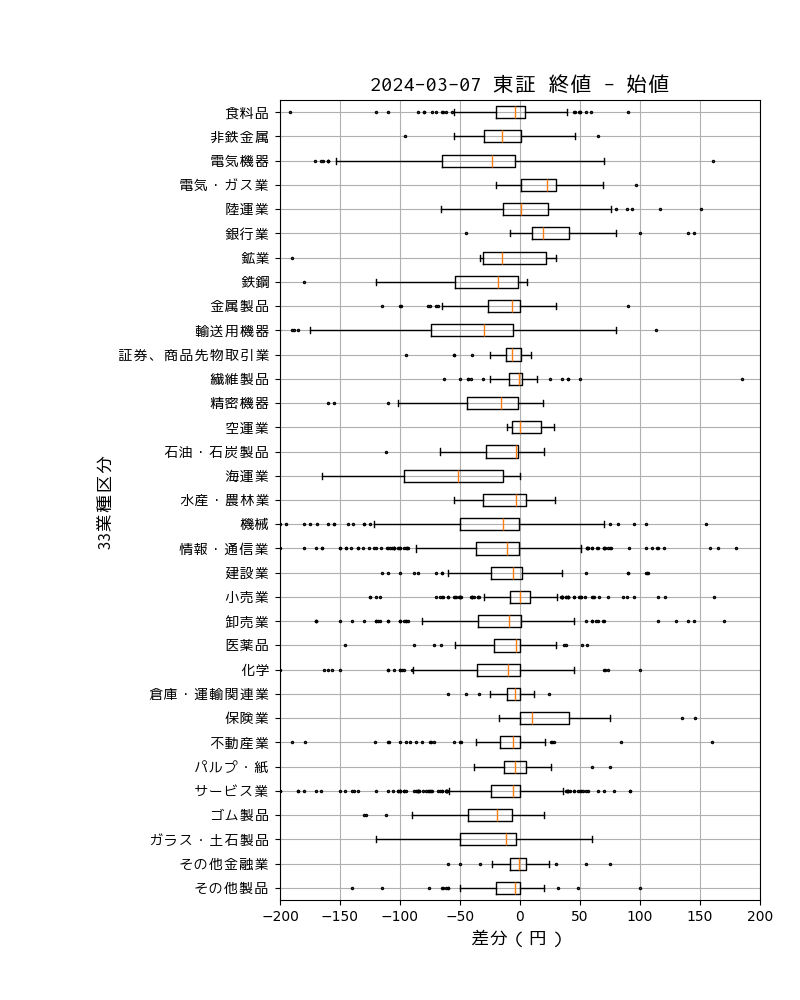 2024-03-07 東証 終値 - 始値
食料品
非鉄金属
電気機器
電気・ガス業
陸運業
銀行業
鉱業
鉄鋼
金属製品
輸送用機器
証券、商品先物取引業
繊維製品
精密機器
空運業
石油・石炭製品
海運業
水産・農林業
機械
情報・通信業
建設業
小売業
卸売業
医薬品
化学
倉庫・運輸関連業
保険業
不動産業
パルプ・紙
サービス業
ゴム製品
ガラス・土石製品
その他金融業
その他製品
33業種区分
−200 −150 −100 −50 0 50 100 150 200
差分（円）